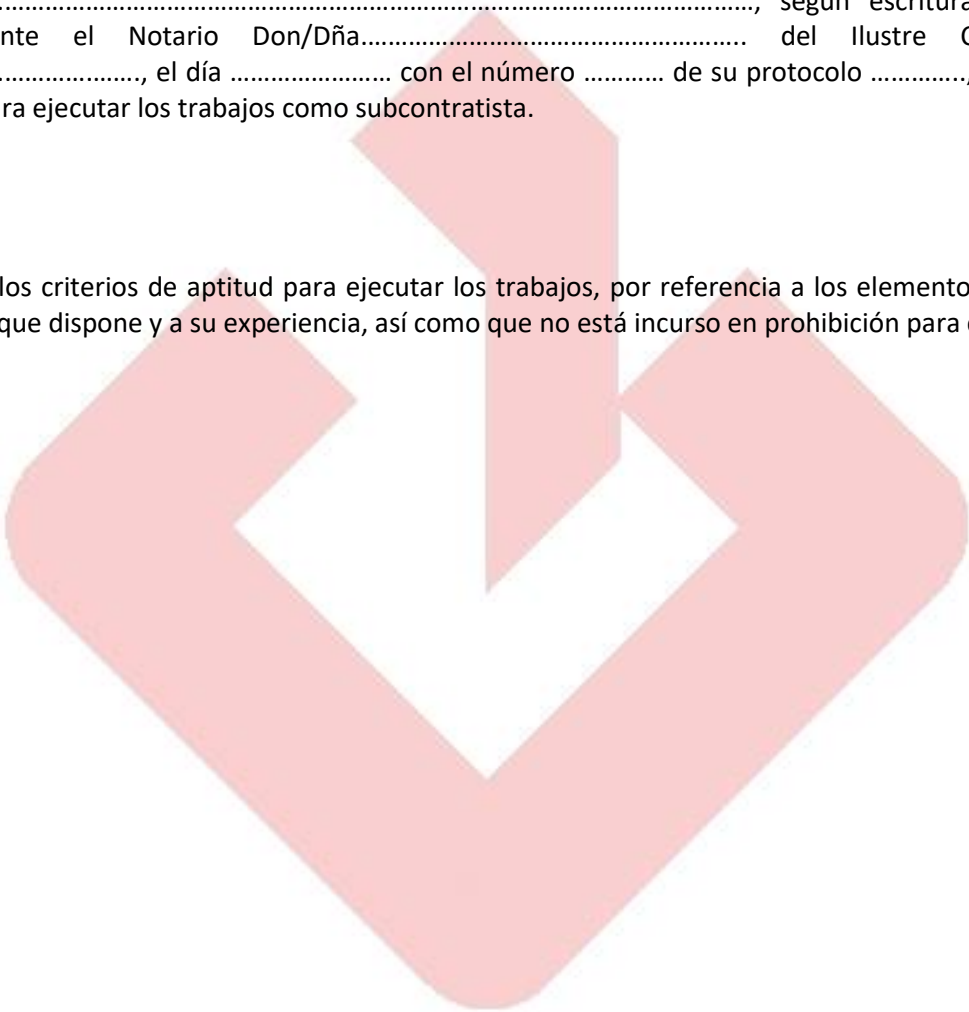 ……………………………………………………………………………………………, según escritura
nte el Notario Don/Dña.…………………………………………….. del Ilustre
…………………., el día …………………… con el número ………… de su protocolo ………….,
ra ejecutar los trabajos como subcontratista.
los criterios de aptitud para ejecutar los trabajos, por referencia a los elemento
que dispone y a su experiencia, así como que no está incurso en prohibición para